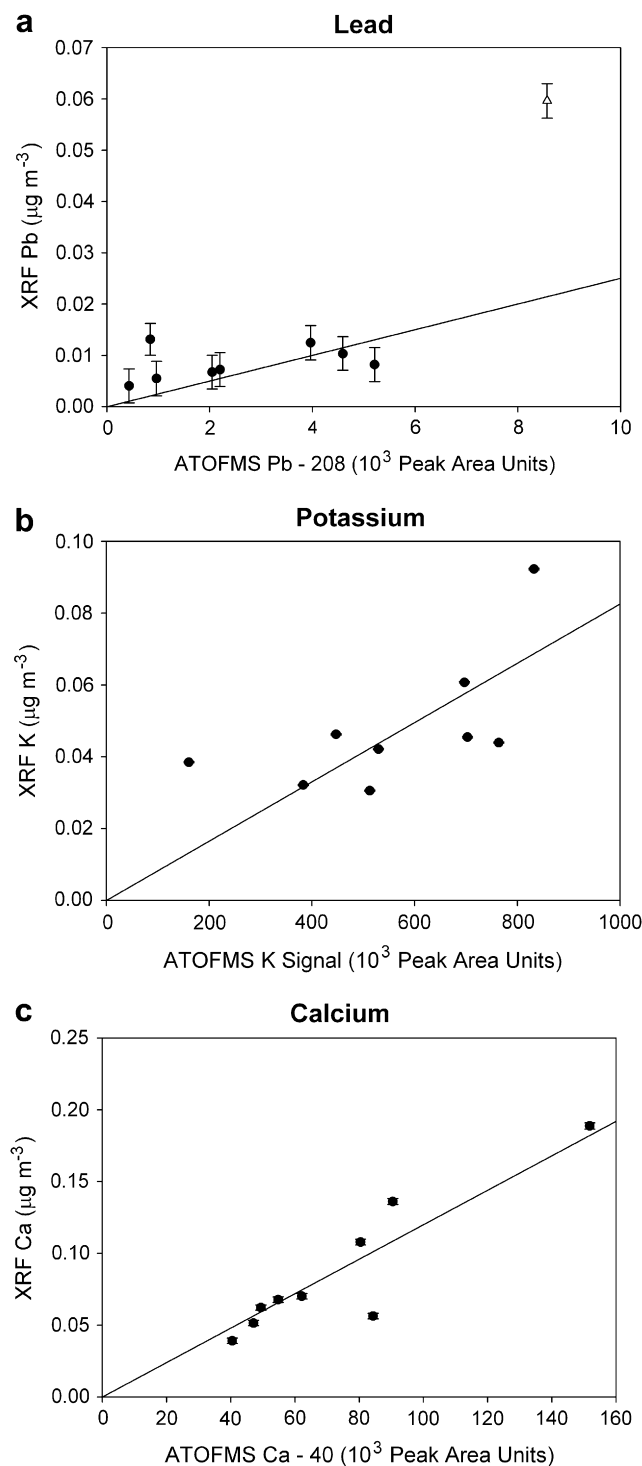 a
Lead
0.07
0.06
0.05
0.04
0.03
0.02
0.01
0.00
XRF Pb (μg m⁻³)
0 2 4 6 8 10
ATOFMS Pb - 208 (10³ Peak Area Units)
b
Potassium
0.10
0.08
0.06
0.04
0.02
0.00
XRF K (μg m⁻³)
0 200 400 600 800 1000
ATOFMS K Signal (10³ Peak Area Units)
c
Calcium
0.25
0.20
0.15
0.10
0.05
0.00
XRF Ca (μg m⁻³)
0 20 40 60 80 100 120 140 160
ATOFMS Ca - 40 (10³ Peak Area Units)